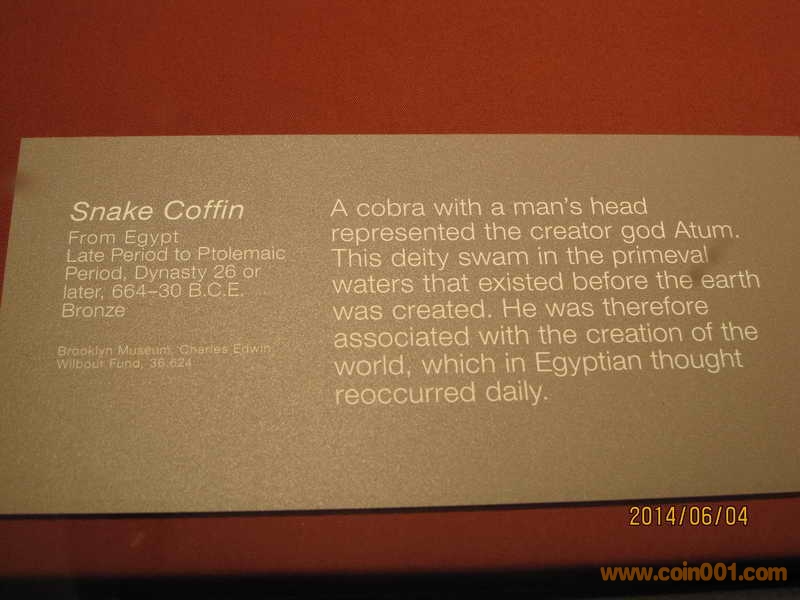 Snake Coffin
From Egypt
Late Period to Ptolemaic
Period, Dynasty 26 or
later, 664–30 B.C.E.
Bronze
Brooklyn Museum, Charles Edwin
Wilbour Fund, 36.624
A cobra with a man's head
represented the creator god Atum.
This deity swam in the primeval
waters that existed before the earth
was created. He was therefore
associated with the creation of the
world, which in Egyptian thought
reoccurred daily.
2014/06/04
www.coin001.com